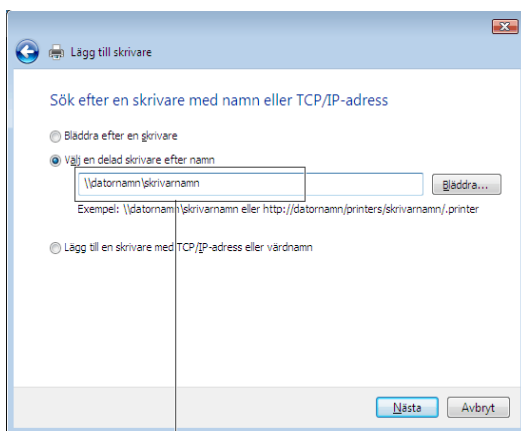 Lägg till skrivare
Sök efter en skrivare med namn eller TCP/IP-adress
Bläddra efter en skrivare
Välj en delad skrivare efter namn
\\datornamn\skrivarnamn
Bläddra...
Exempel: \\datornamn\skrivarnamn eller http://datornamn/printers/skrivarnamn/.printer
Lägg till en skrivare med TCP/IP-adress eller värdnamn
Nästa
Avbryt